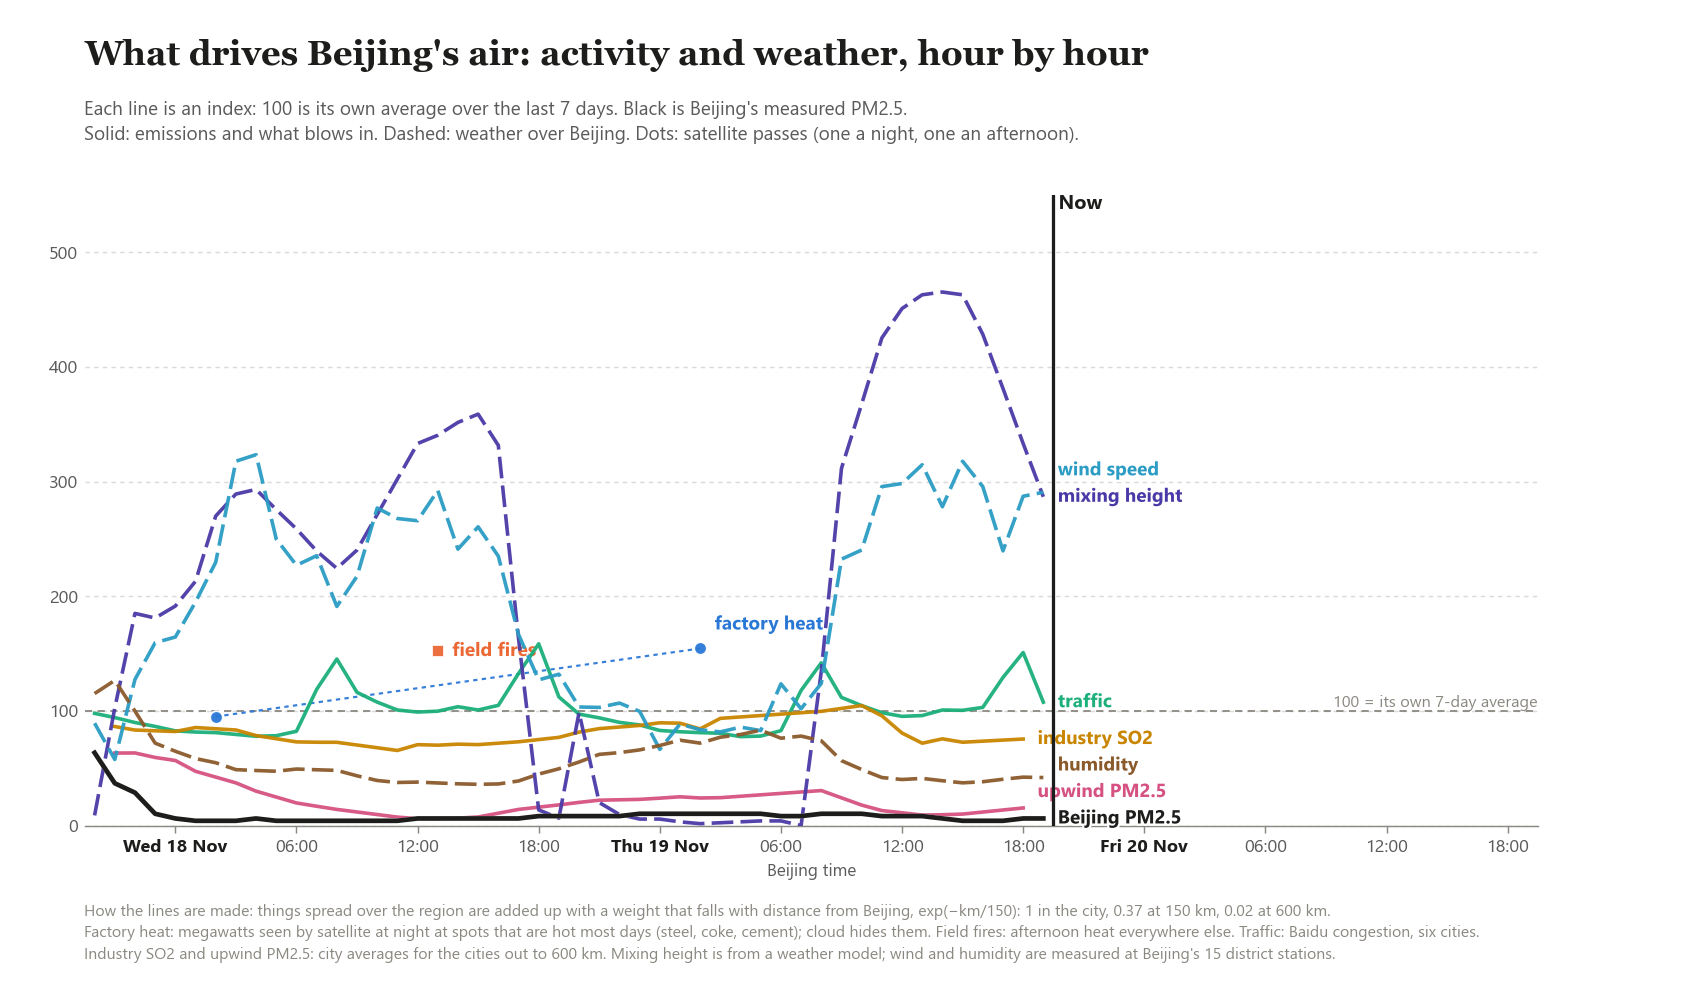 What drives Beijing's air: activity and weather, hour by hour
Each line is an index: 100 is its own average over the last 7 days. Black is Beijing's measured PM2.5.
Solid: emissions and what blows in. Dashed: weather over Beijing. Dots: satellite passes (one a night, one an afternoon).
Now
500
400
300
200
100
0
wind speed
mixing height
factory heat
field fires
traffic
100 = its own 7-day average
industry SO2
humidity
upwind PM2.5
Beijing PM2.5
Wed 18 Nov 06:00 12:00 18:00 Thu 19 Nov 06:00 12:00 18:00 Fri 20 Nov 06:00 12:00 18:00
Beijing time
How the lines are made: things spread over the region are added up with a weight that falls with distance from Beijing, exp(−km/150): 1 in the city, 0.37 at 150 km, 0.02 at 600 km.
Factory heat: megawatts seen by satellite at night at spots that are hot most days (steel, coke, cement); cloud hides them. Field fires: afternoon heat everywhere else. Traffic: Baidu congestion, six cities.
Industry SO2 and upwind PM2.5: city averages for the cities out to 600 km. Mixing height is from a weather model; wind and humidity are measured at Beijing's 15 district stations.